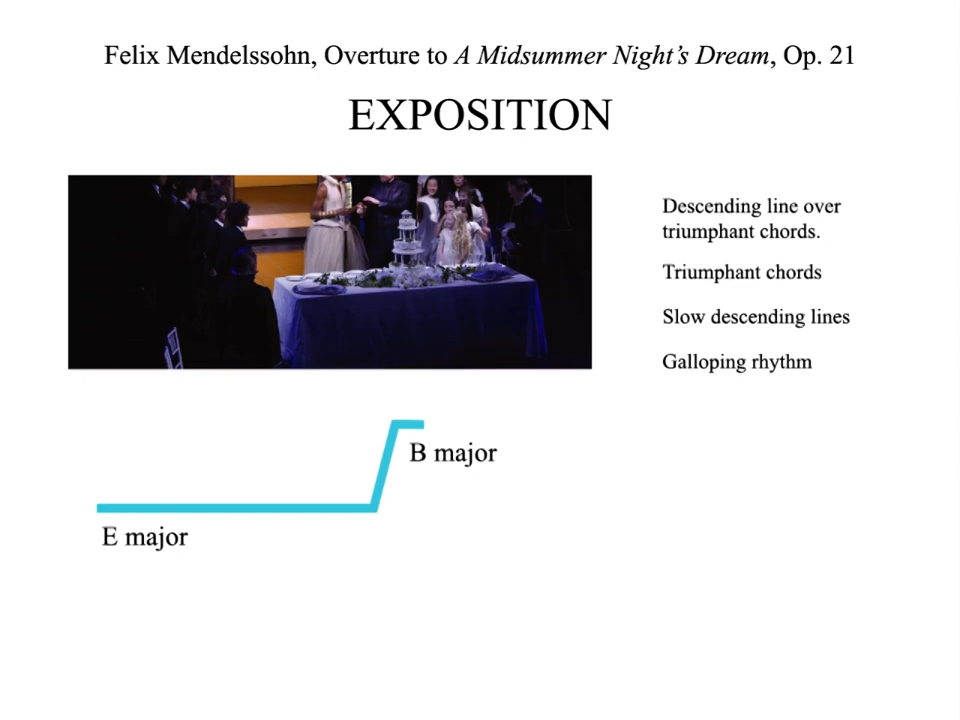 Felix Mendelssohn, Overture to A Midsummer Night’s Dream, Op. 21
EXPOSITION
Descending line over
triumphant chords.
Triumphant chords
Slow descending lines
Galloping rhythm
B major
E major